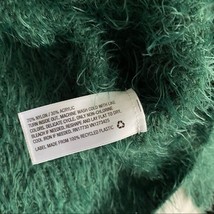 70% NYLON / 30% ACRYLIC
TURN INSIDE OUT, MACHINE WASH COLD WITH LIKE
COLORS, DELICATE CYCLE, ONLY NON-CHLORINE
BLEACH IF NEEDED, RESHAPE AND LAY FLAT TO DRY,
COOL IRON IF NEEDED.
LABEL MADE FROM 100% RECYCLED PLASTIC